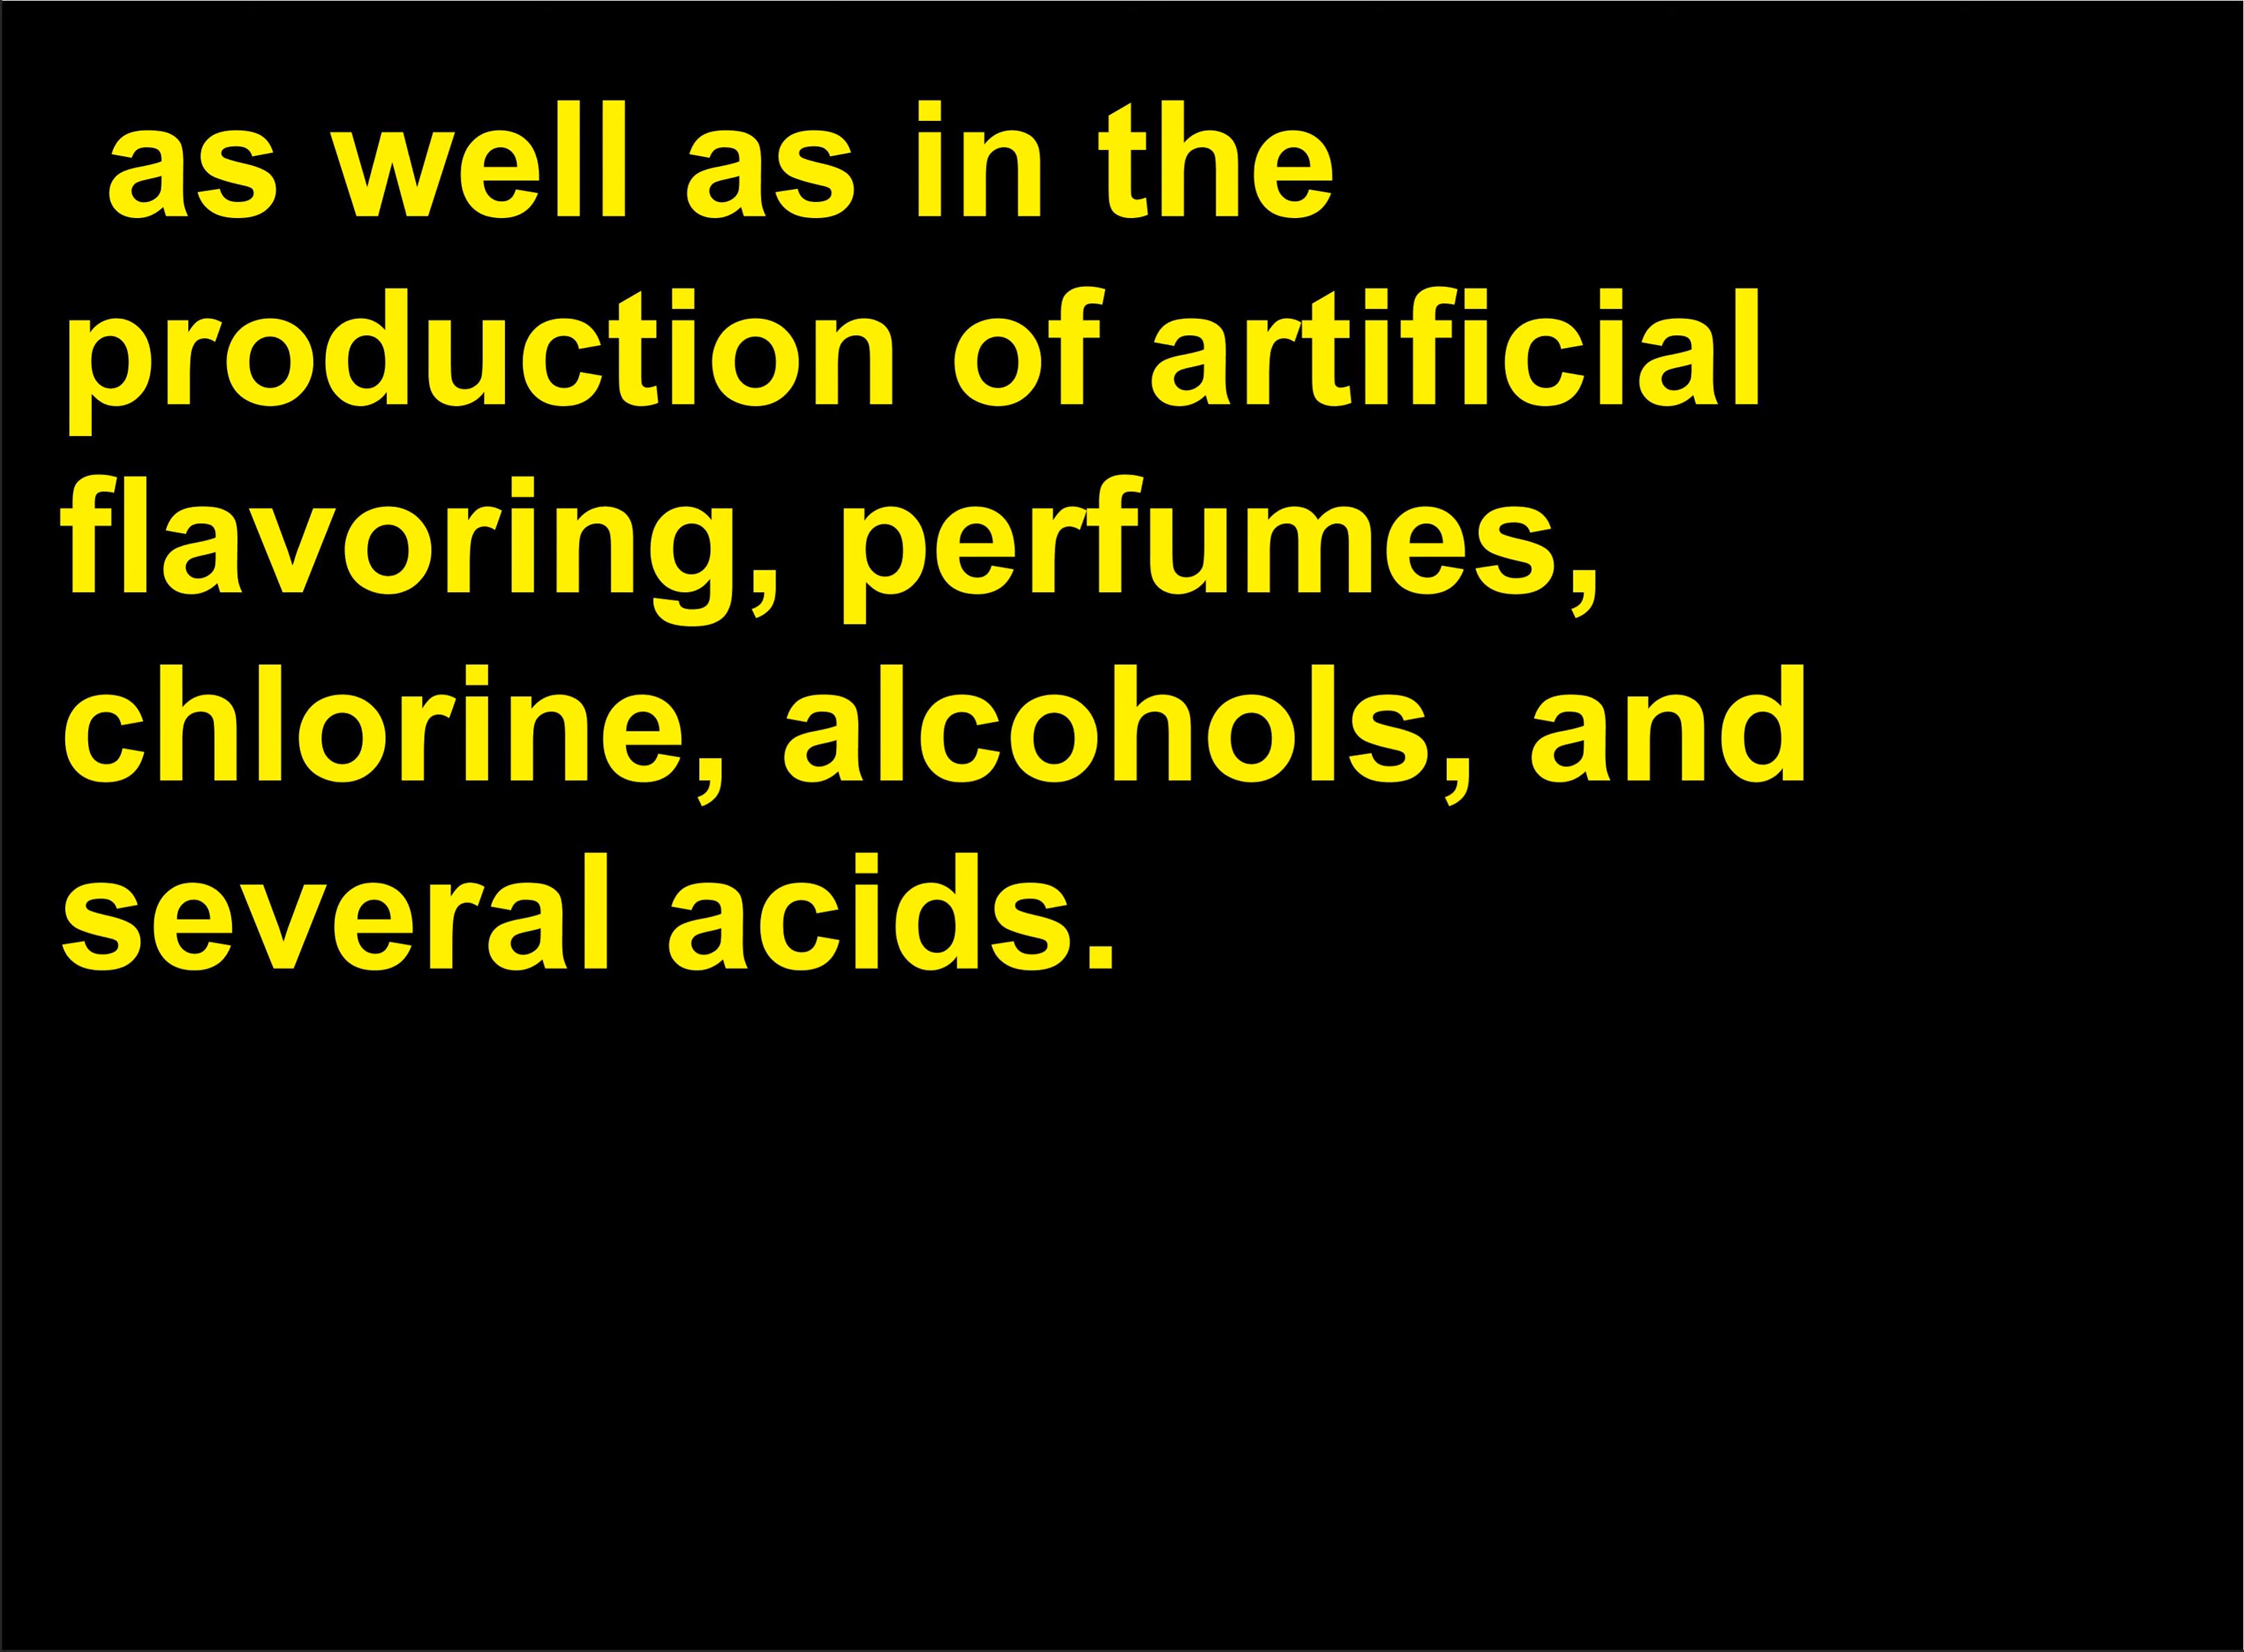 as well as in the
production of artificial
flavoring, perfumes,
chlorine, alcohols, and
several acids.